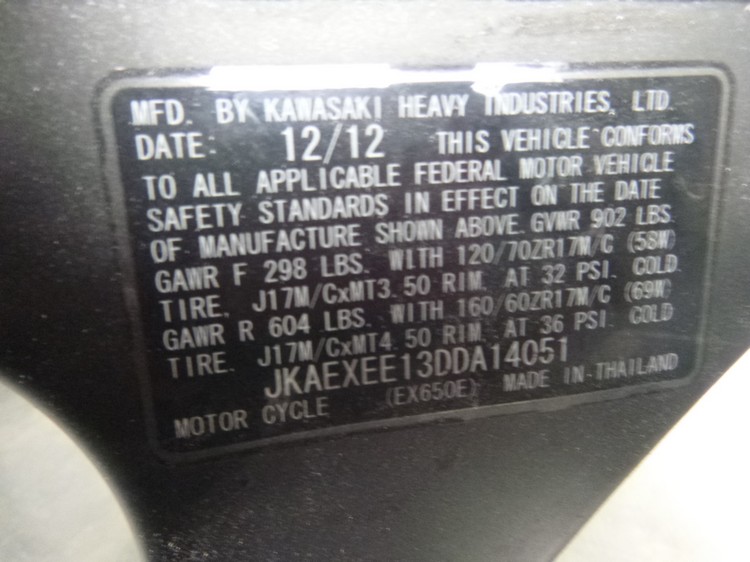 MFD. BY KAWASAKI HEAVY INDUSTRIES, LTD.
DATE: 12/12 THIS VEHICLE CONFORMS
TO ALL APPLICABLE FEDERAL MOTOR VEHICLE
SAFETY STANDARDS IN EFFECT ON THE DATE
OF MANUFACTURE SHOWN ABOVE. GVWR 902 LBS.
GAWR F 298 LBS. WITH 120/70ZR17M/C (58W)
TIRE. J17M/CxMT3.50 RIM. AT 32 PSI. COLD
GAWR R 604 LBS. WITH 160/60ZR17M/C (69W)
TIRE. J17M/CxMT4.50 RIM. AT 36 PSI. COLD
JKAEXEE13DDA14051
MOTOR CYCLE (EX650E) MADE IN THAILAND